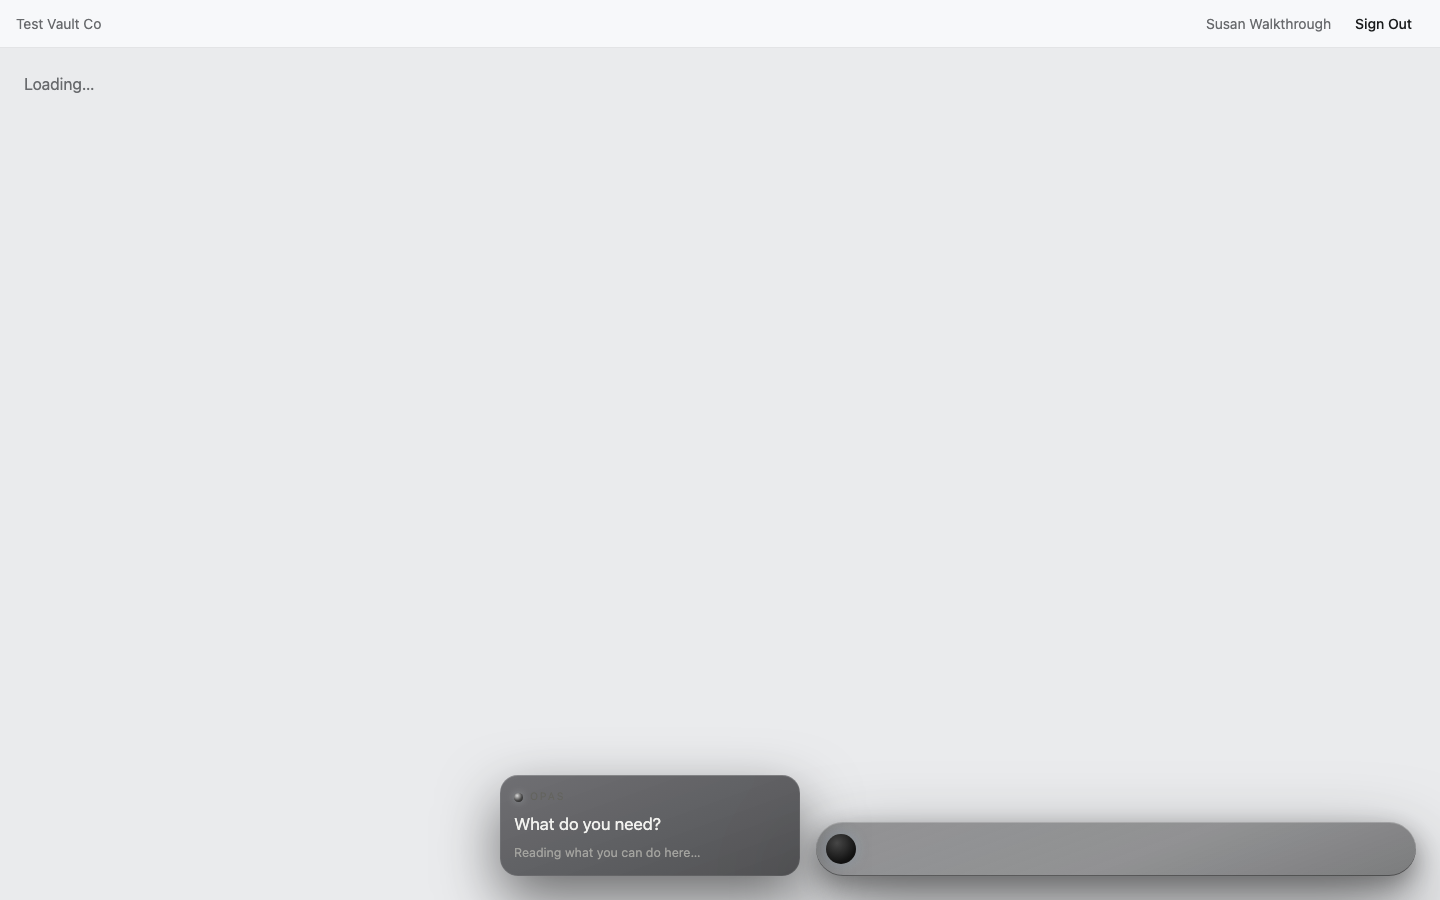 Test Vault Co
Susan Walkthrough
Sign Out
Loading...
What do you need?
Reading what you can do here...